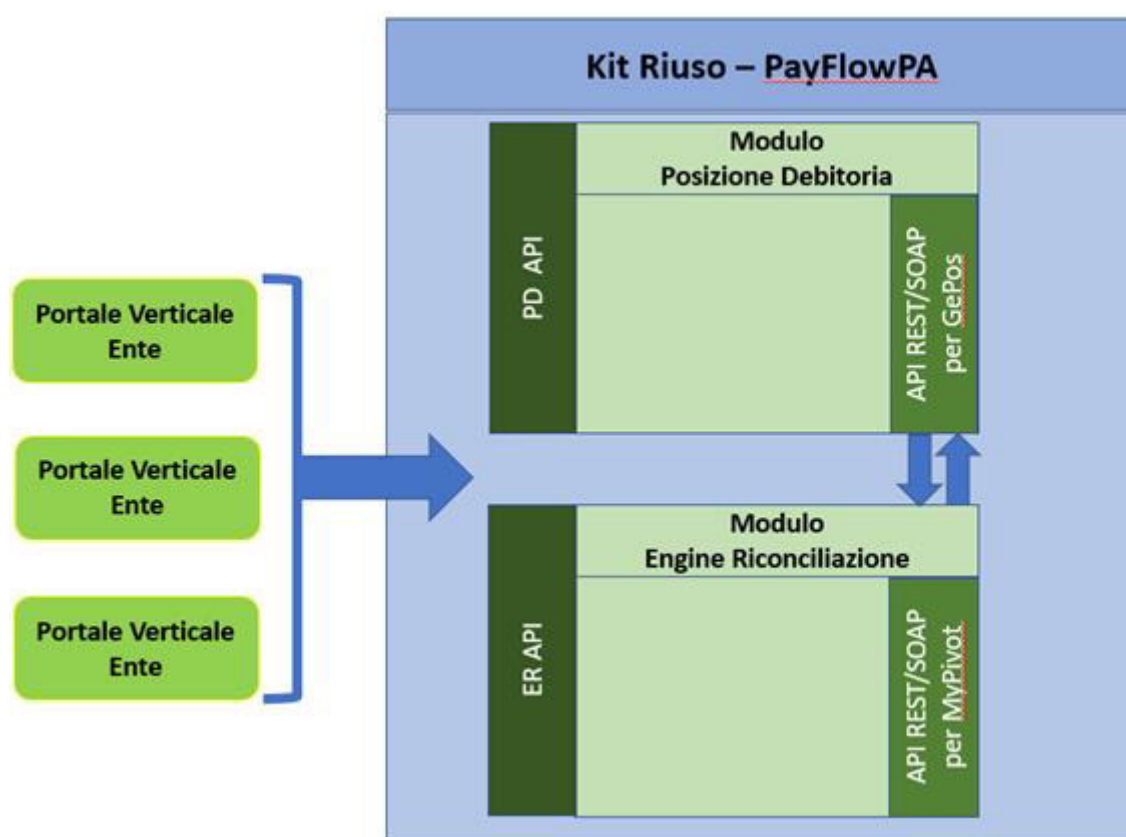 Kit Riuso – PayFlowPA
Modulo
Posizione Debitoria
PD API
API REST/SOAP
per GePos
Portale Verticale
Ente
Portale Verticale
Ente
Portale Verticale
Ente
Modulo
Engine Riconciliazione
ER API
API REST/SOAP
per MyPivot